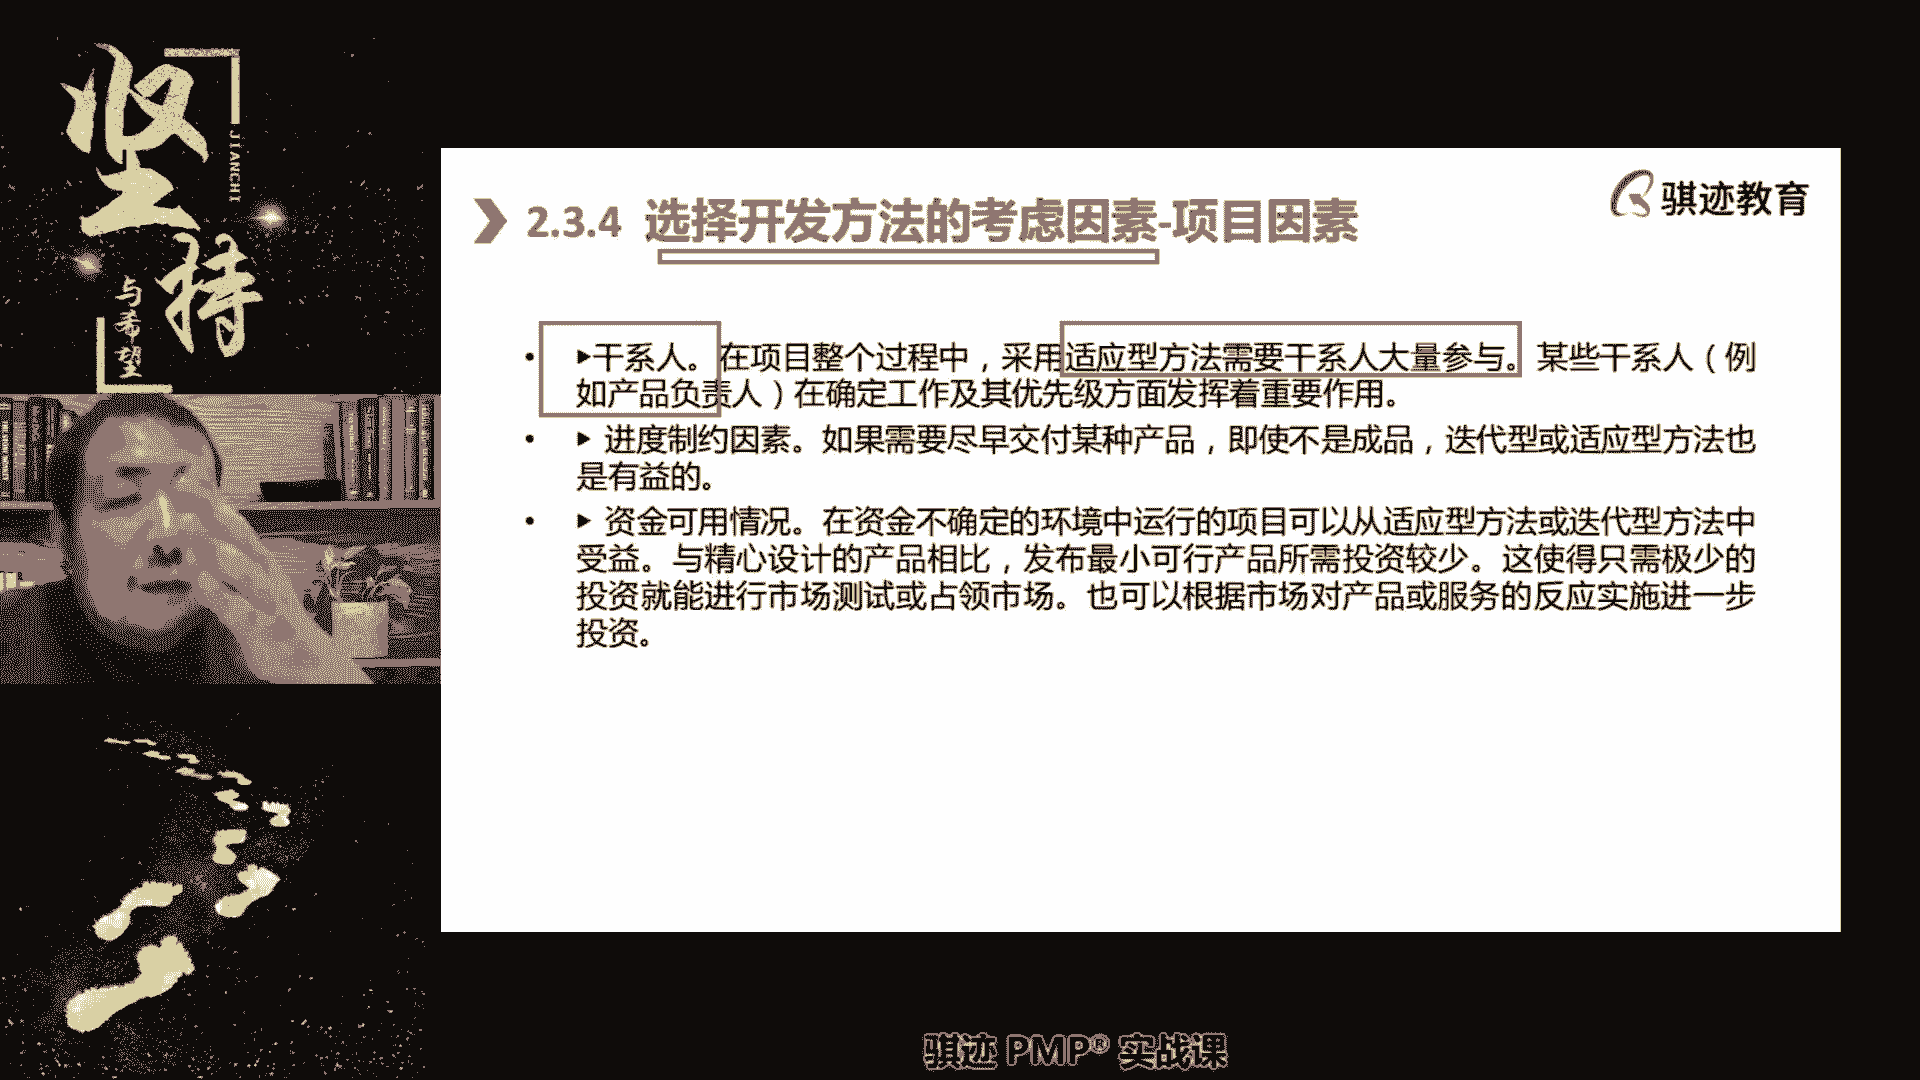 坚持
JIANCHI
与希望
骐迹教育
2.3.4 选择开发方法的考虑因素-项目因素
• ▶干系人。在项目整个过程中，采用适应型方法需要干系人大量参与。某些干系人（例
如产品负责人）在确定工作及其优先级方面发挥着重要作用。
• ▶ 进度制约因素。如果需要尽早交付某种产品，即使不是成品，迭代型或适应型方法也
是有益的。
• ▶ 资金可用情况。在资金不确定的环境中运行的项目可以从适应型方法或迭代型方法中
受益。与精心设计的产品相比，发布最小可行产品所需投资较少。这使得只需极少的
投资就能进行市场测试或占领市场。也可以根据市场对产品或服务的反应实施进一步
投资。
骐迹 PMP® 实战课